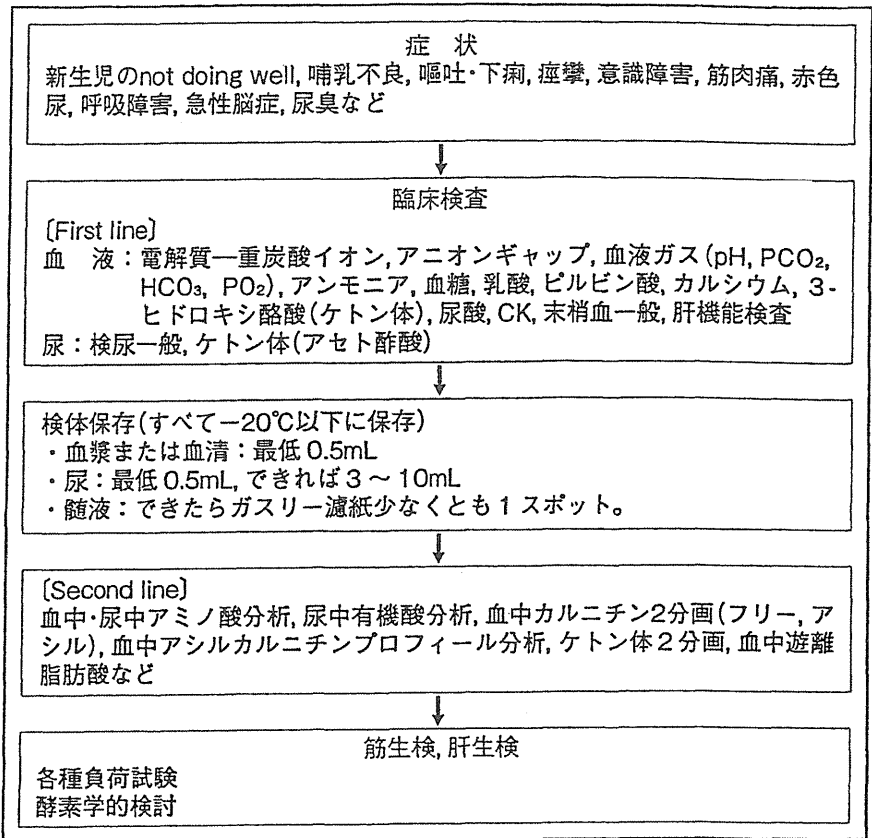 症 状
新生児のnot doing well, 哺乳不良, 嘔吐・下痢, 痙攣, 意識障害, 筋肉痛, 赤色
尿, 呼吸障害, 急性脳症, 尿臭など
臨床検査
〔First line〕
血 液：電解質―重炭酸イオン, アニオンギャップ, 血液ガス(pH, PCO₂,
HCO₃, PO₂), アンモニア, 血糖, 乳酸, ピルビン酸, カルシウム, 3-
ヒドロキシ酪酸(ケトン体), 尿酸, CK, 末梢血一般, 肝機能検査
尿：検尿一般, ケトン体(アセト酢酸)
検体保存(すべて－20℃以下に保存)
・血漿または血清：最低 0.5mL
・尿：最低 0.5mL, できれば 3 ～ 10mL
・髄液：できたらガスリー濾紙少なくとも 1 スポット。
〔Second line〕
血中・尿中アミノ酸分析, 尿中有機酸分析, 血中カルニチン2分画(フリー, ア
シル), 血中アシルカルニチンプロフィール分析, ケトン体 2 分画, 血中遊離
脂肪酸など
筋生検, 肝生検
各種負荷試験
酵素学的検討